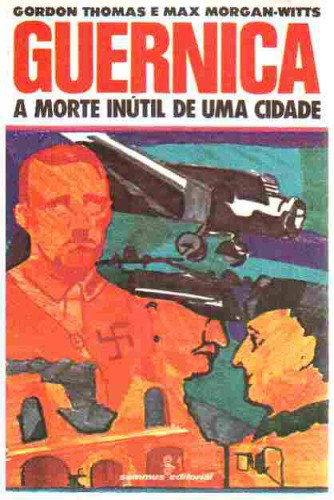 GORDON THOMAS E MAX MORGAN-WITTS
GUERNICA
A MORTE INÚTIL DE UMA CIDADE
summus editorial